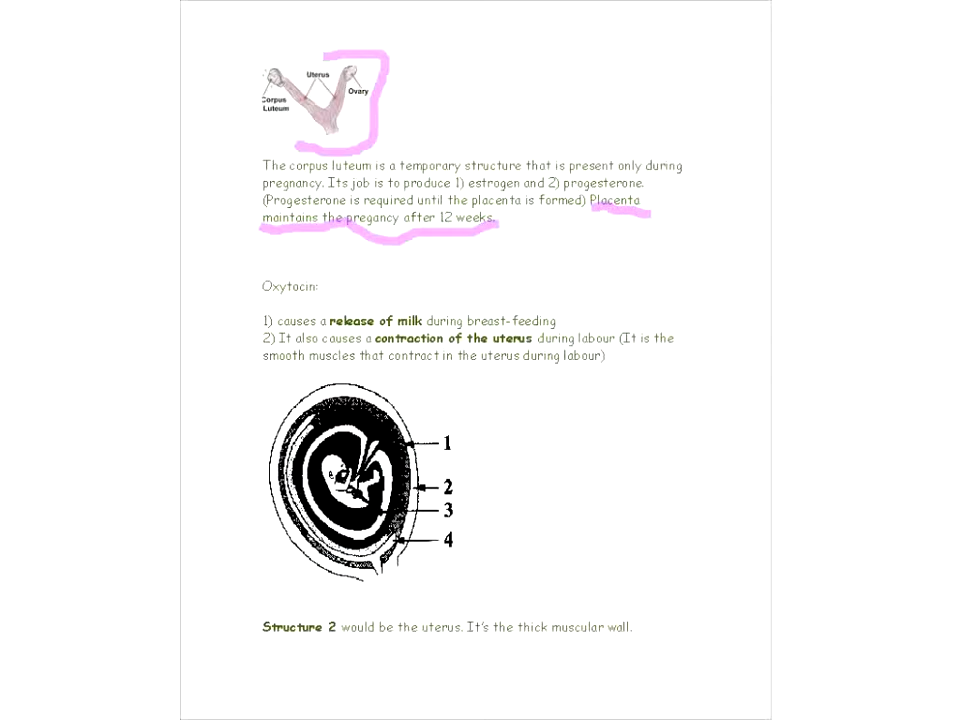 Uterus
Ovary
Corpus
Luteum
The corpus luteum is a temporary structure that is present only during
pregnancy. Its job is to produce 1) estrogen and 2) progesterone.
(Progesterone is required until the placenta is formed) Placenta
maintains the pregancy after 12 weeks.
Oxytocin:
1) causes a release of milk during breast-feeding
2) It also causes a contraction of the uterus during labour (It is the
smooth muscles that contract in the uterus during labour)
1
2
3
4
Structure 2 would be the uterus. It's the thick muscular wall.